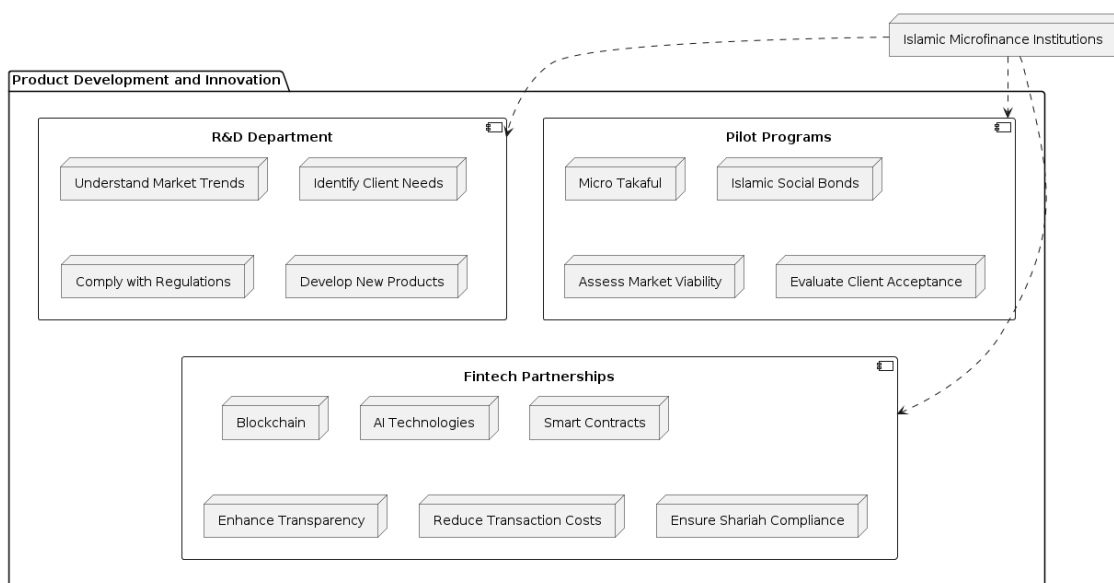 Islamic Microfinance Institutions
Product Development and Innovation
R&D Department
Understand Market Trends
Identify Client Needs
Comply with Regulations
Develop New Products
Pilot Programs
Micro Takaful
Islamic Social Bonds
Assess Market Viability
Evaluate Client Acceptance
Fintech Partnerships
Blockchain
AI Technologies
Smart Contracts
Enhance Transparency
Reduce Transaction Costs
Ensure Shariah Compliance